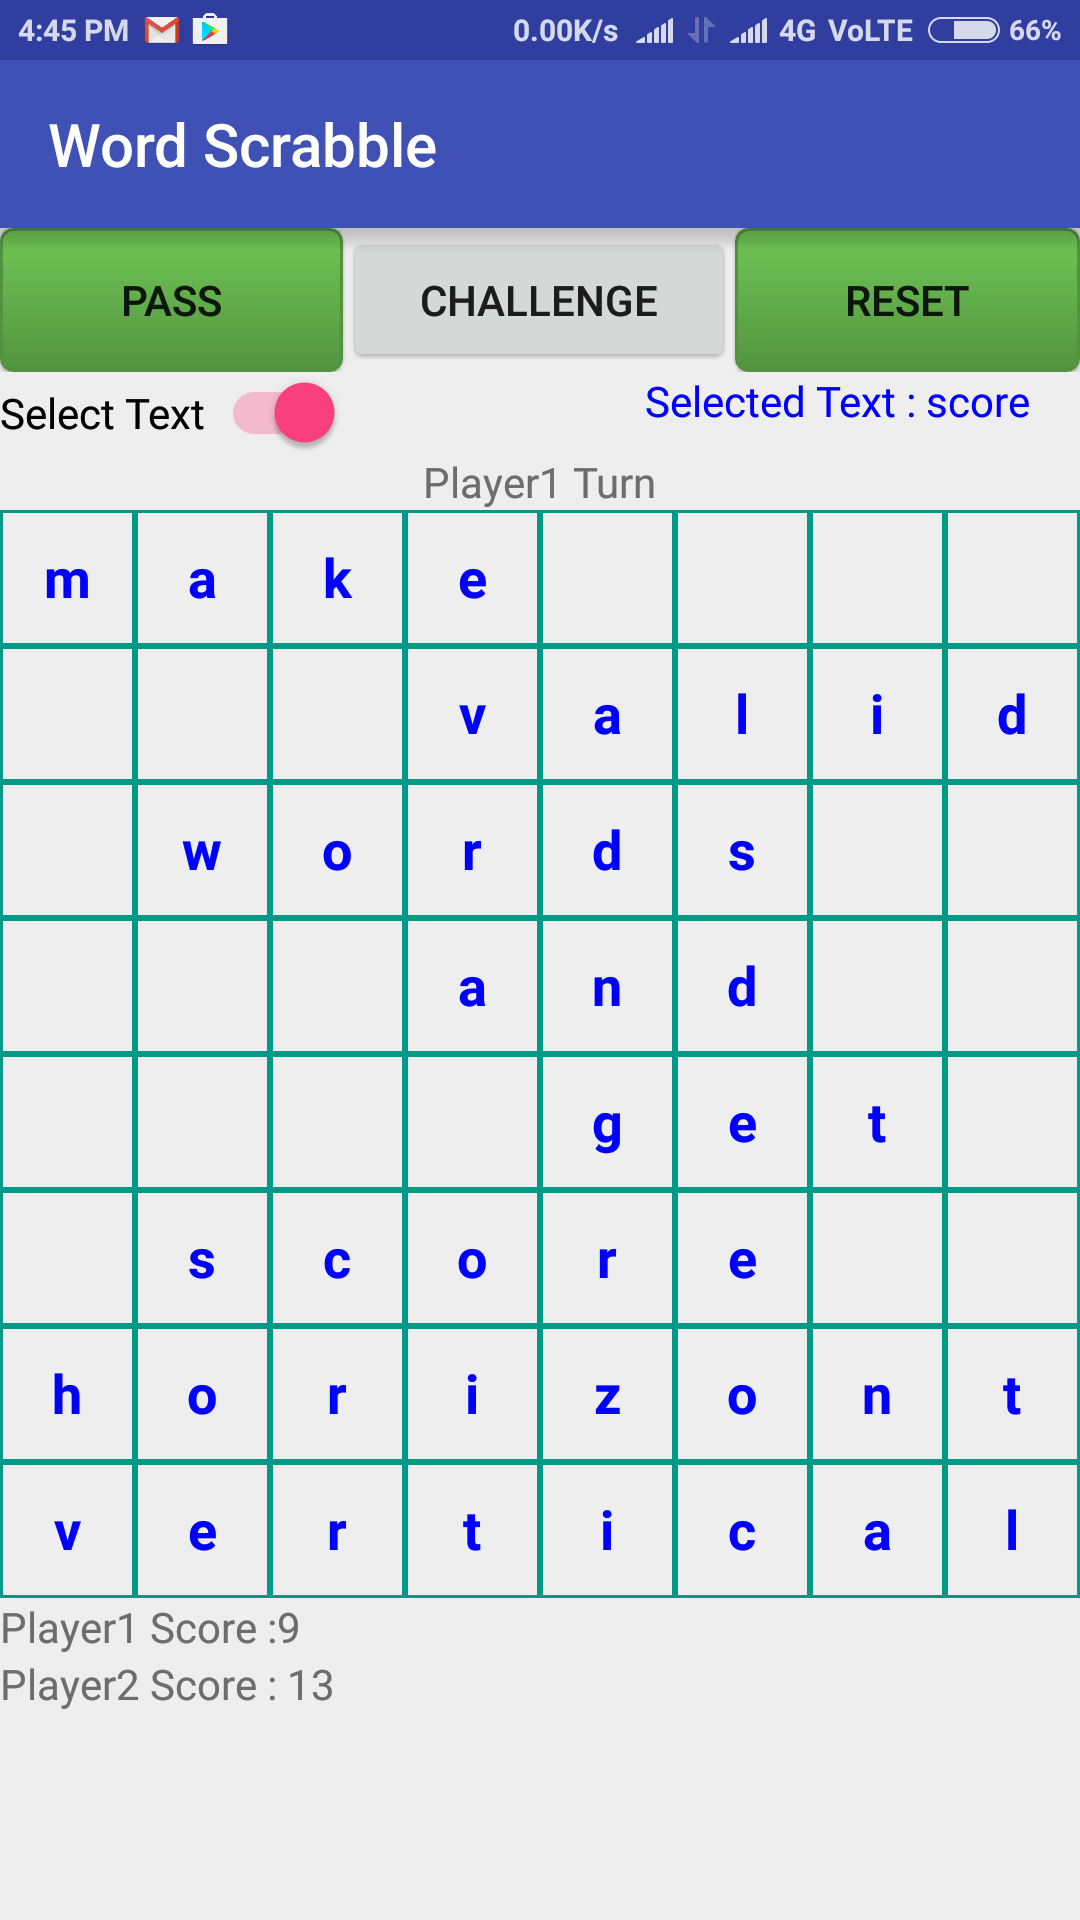 4:45 PM 0.00K/s 4G VoLTE 66%
Word Scrabble
PASS CHALLENGE RESET
Select Text Selected Text : score
Player1 Turn
m a k e
v a l i d
w o r d s
a n d
g e t
s c o r e
h o r i z o n t
v e r t i c a l
Player1 Score :9
Player2 Score : 13